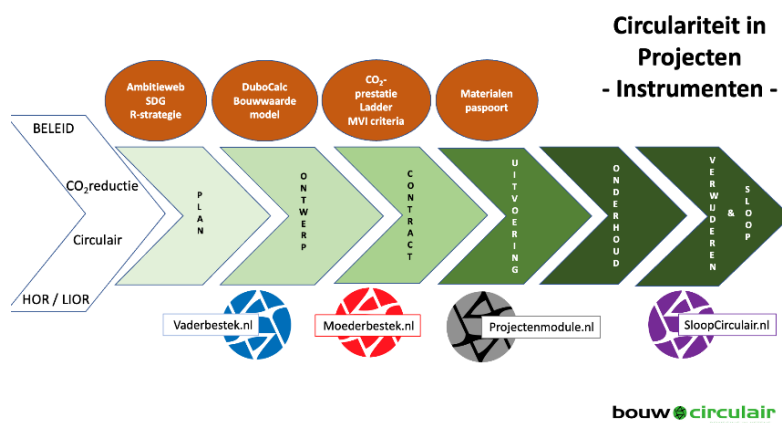 Circulariteit in
Projecten
- Instrumenten -
Ambitieweb
SDG
R-strategie
DuboCalc
Bouwwaarde
model
CO₂-
prestatie
Ladder
MVI criteria
Materialen
paspoort
BELEID
CO₂reductie
Circulair
HOR / LIOR
PLAN
ONTWERP
CONTRACT
UITVOERING
ONDERHOUD
VERWIJDEREN
&
SLOOP
Vaderbestek.nl
Moederbestek.nl
Projectenmodule.nl
SloopCirculair.nl
bouw circulair